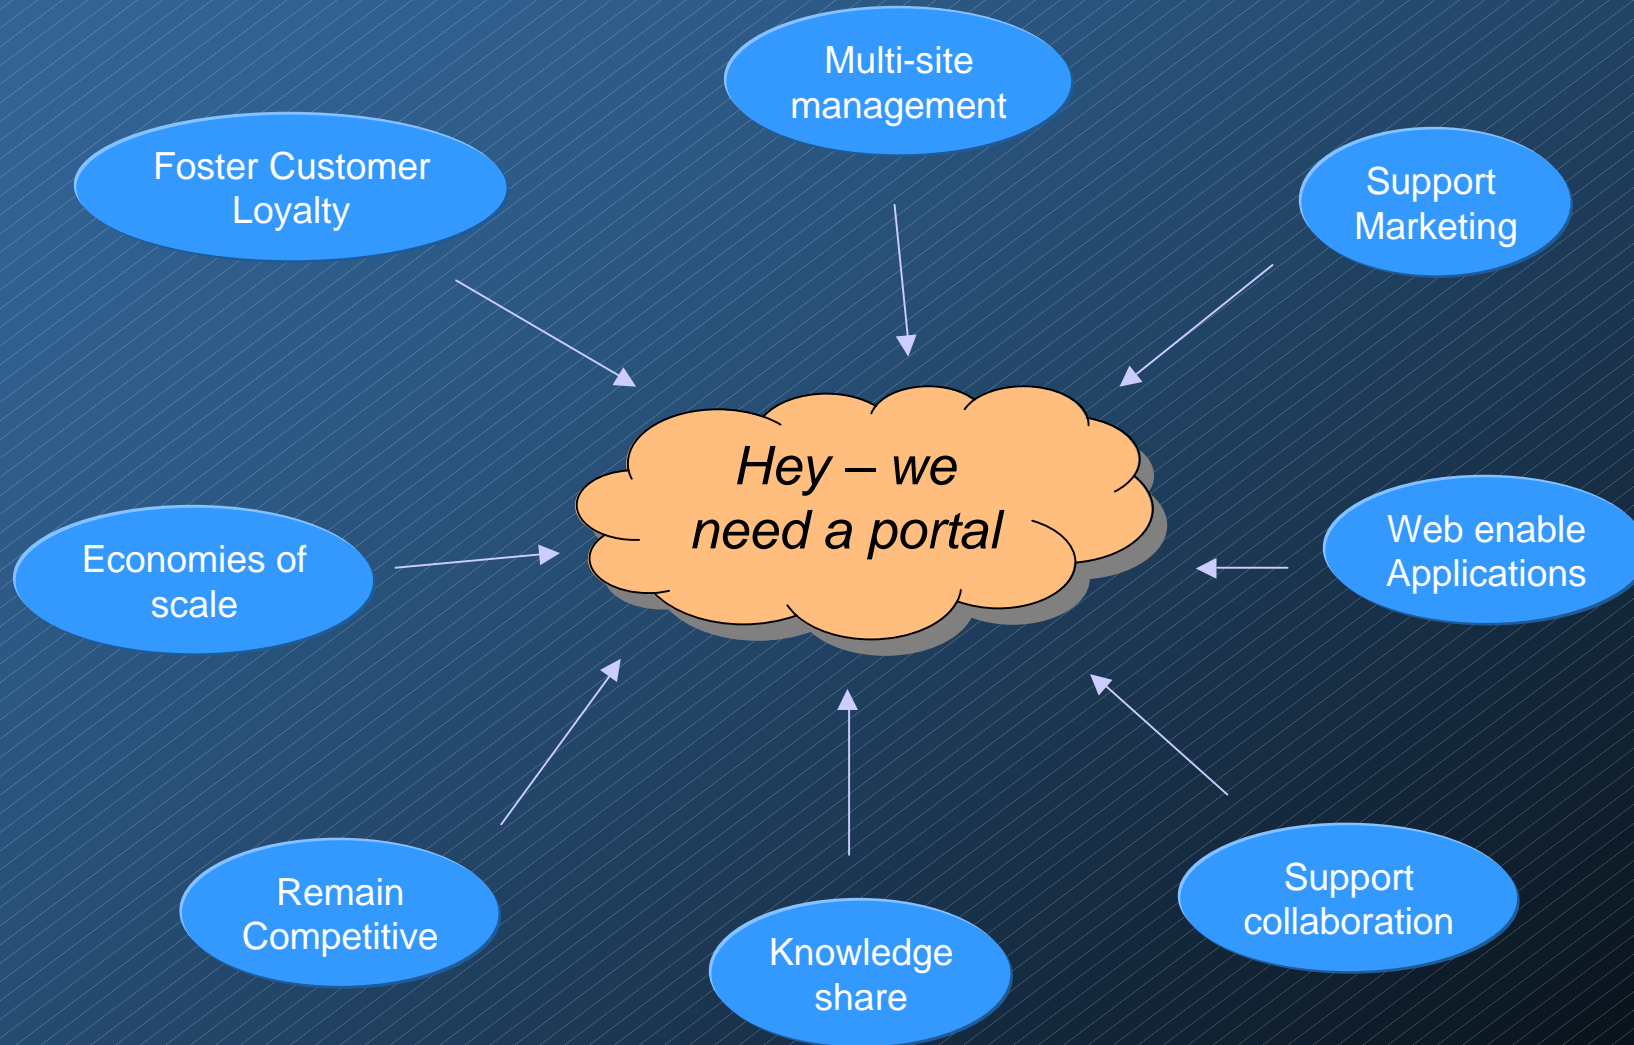 Multi-site
management
Foster Customer
Loyalty
Support
Marketing
Hey – we
need a portal
Economies of
scale
Web enable
Applications
Remain
Competitive
Support
collaboration
Knowledge
share